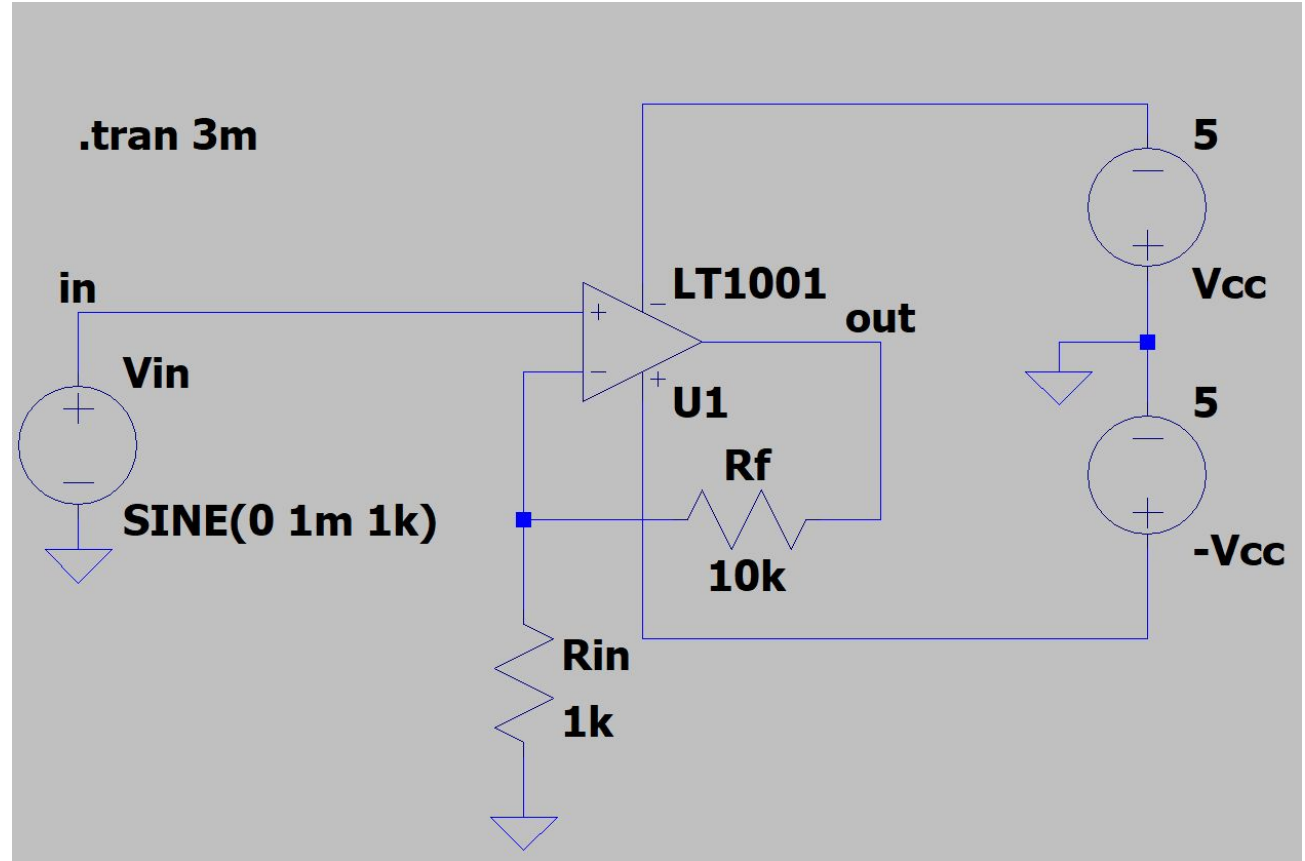 .tran 3m
5
Vcc
in
LT1001
out
Vin
U1
5
Rf
SINE(0 1m 1k)
10k
-Vcc
Rin
1k